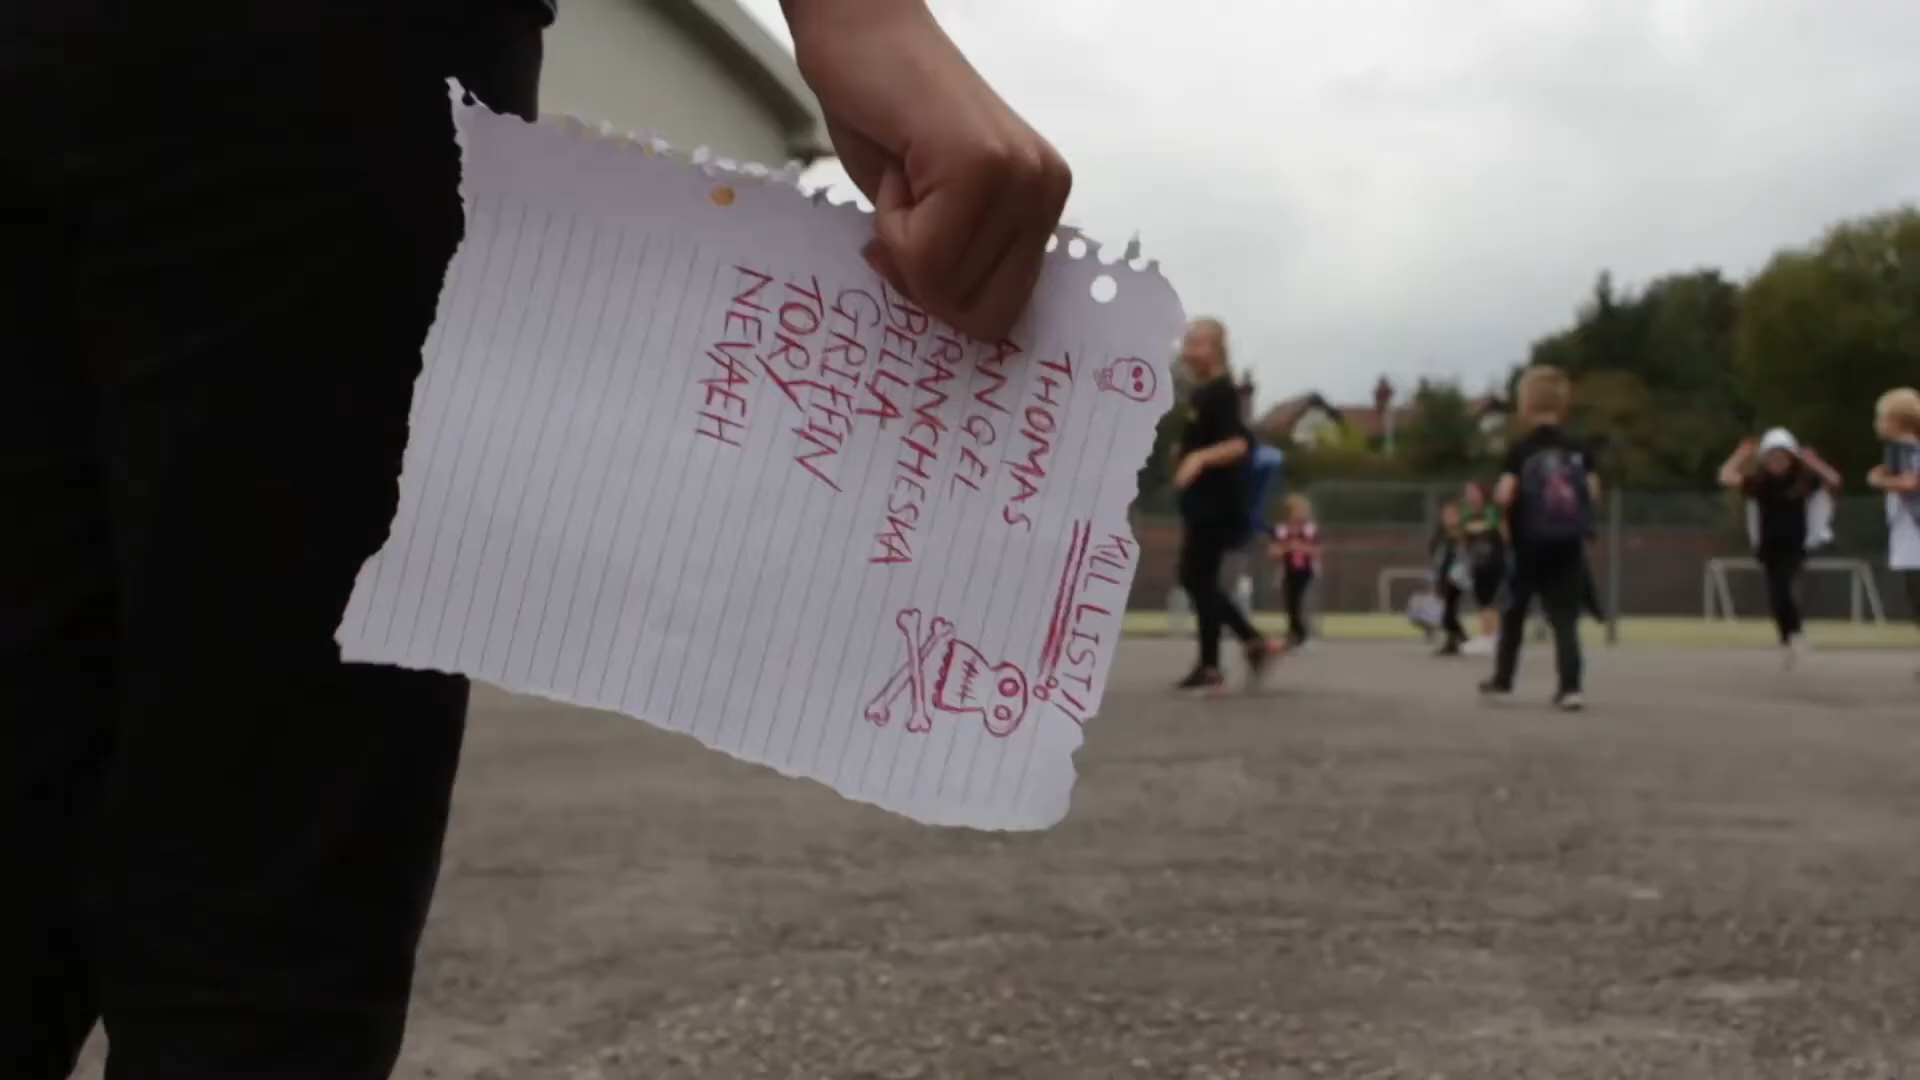 KILL LIST!!
THOMAS
ANGEL
FRANCHESKA
BELLA
GRIFFIN
TORY
NEVAEH